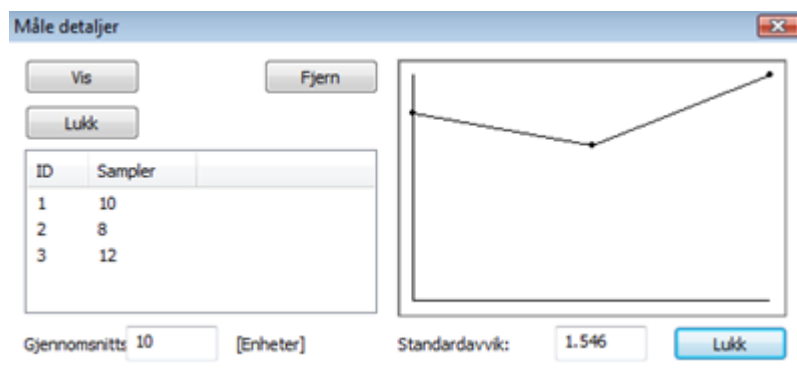 Måle detaljer
Vis
Fjern
Lukk
ID Sampler
1 10
2 8
3 12
Gjennomsnitts 10 [Enheter] Standardavvik: 1.546 Lukk